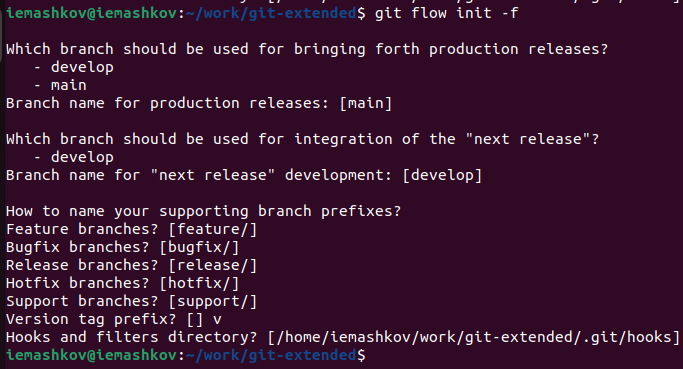 iemashkov@iemashkov:~/work/git-extended$ git flow init -f
Which branch should be used for bringing forth production releases?
- develop
- main
Branch name for production releases: [main]
Which branch should be used for integration of the "next release"?
- develop
Branch name for "next release" development: [develop]
How to name your supporting branch prefixes?
Feature branches? [feature/]
Bugfix branches? [bugfix/]
Release branches? [release/]
Hotfix branches? [hotfix/]
Support branches? [support/]
Version tag prefix? [] v
Hooks and filters directory? [/home/iemashkov/work/git-extended/.git/hooks]
iemashkov@iemashkov:~/work/git-extended$